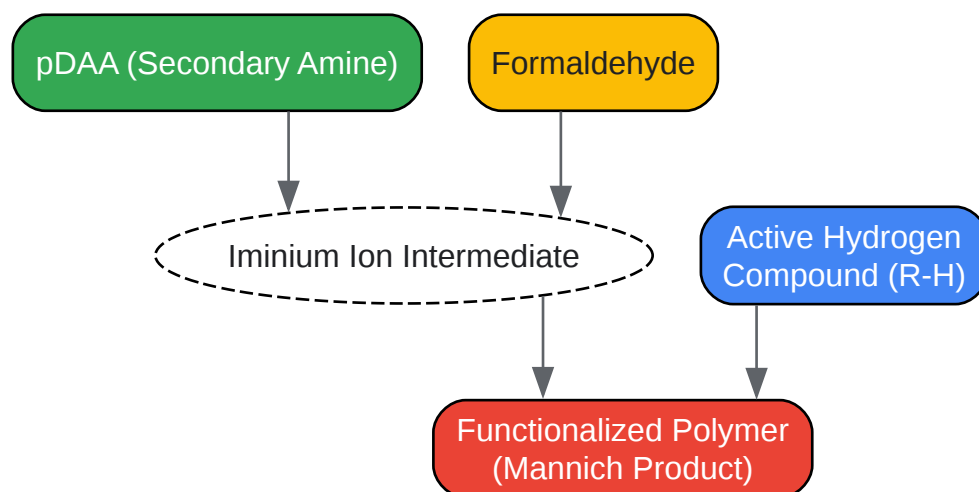 pDAA (Secondary Amine)
Formaldehyde
Iminium Ion Intermediate
Active Hydrogen
Compound (R-H)
Functionalized Polymer
(Mannich Product)